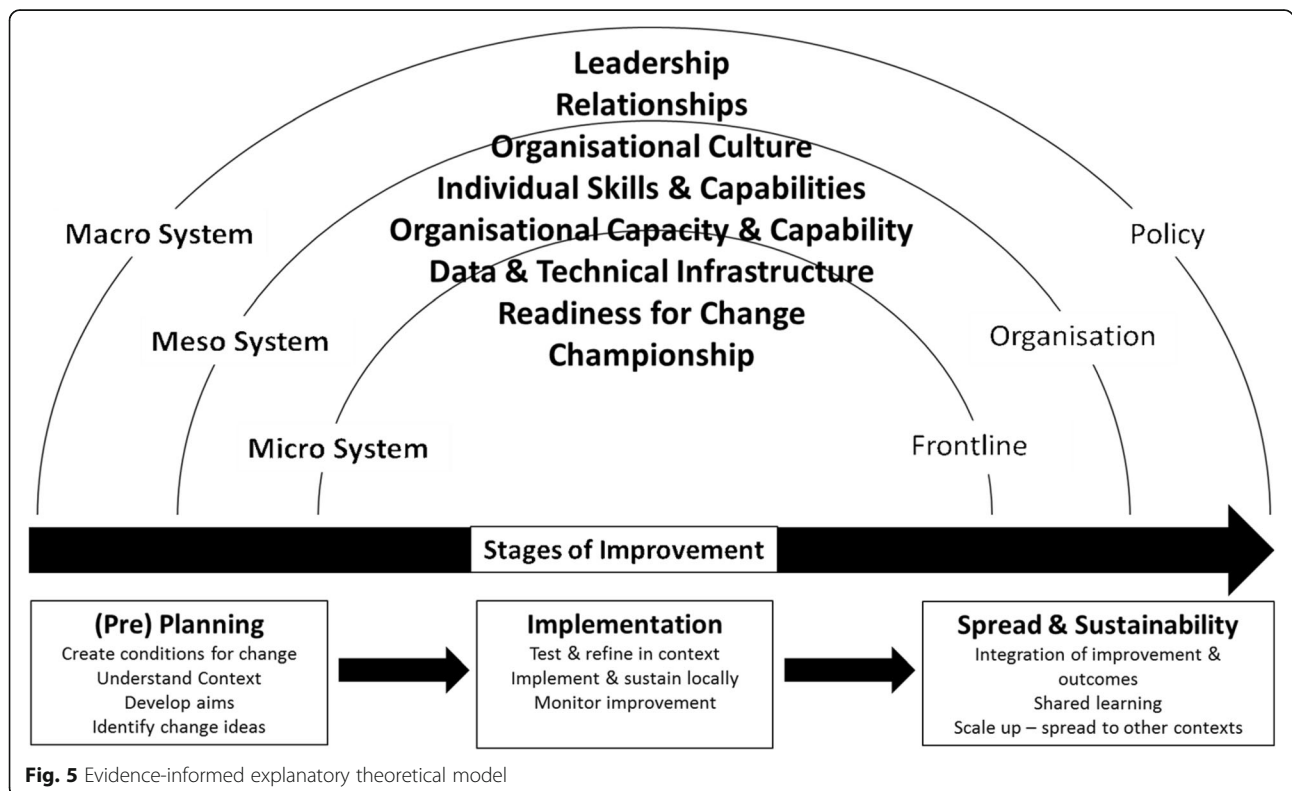 Leadership
Relationships
Organisational Culture
Individual Skills & Capabilities
Organisational Capacity & Capability
Data & Technical Infrastructure
Readiness for Change
Championship
Macro System
Policy
Meso System
Organisation
Micro System
Frontline
Stages of Improvement
(Pre) Planning
Create conditions for change
Understand Context
Develop aims
Identify change ideas
Implementation
Test & refine in context
Implement & sustain locally
Monitor improvement
Spread & Sustainability
Integration of improvement &
outcomes
Shared learning
Scale up – spread to other contexts
Fig. 5 Evidence-informed explanatory theoretical model